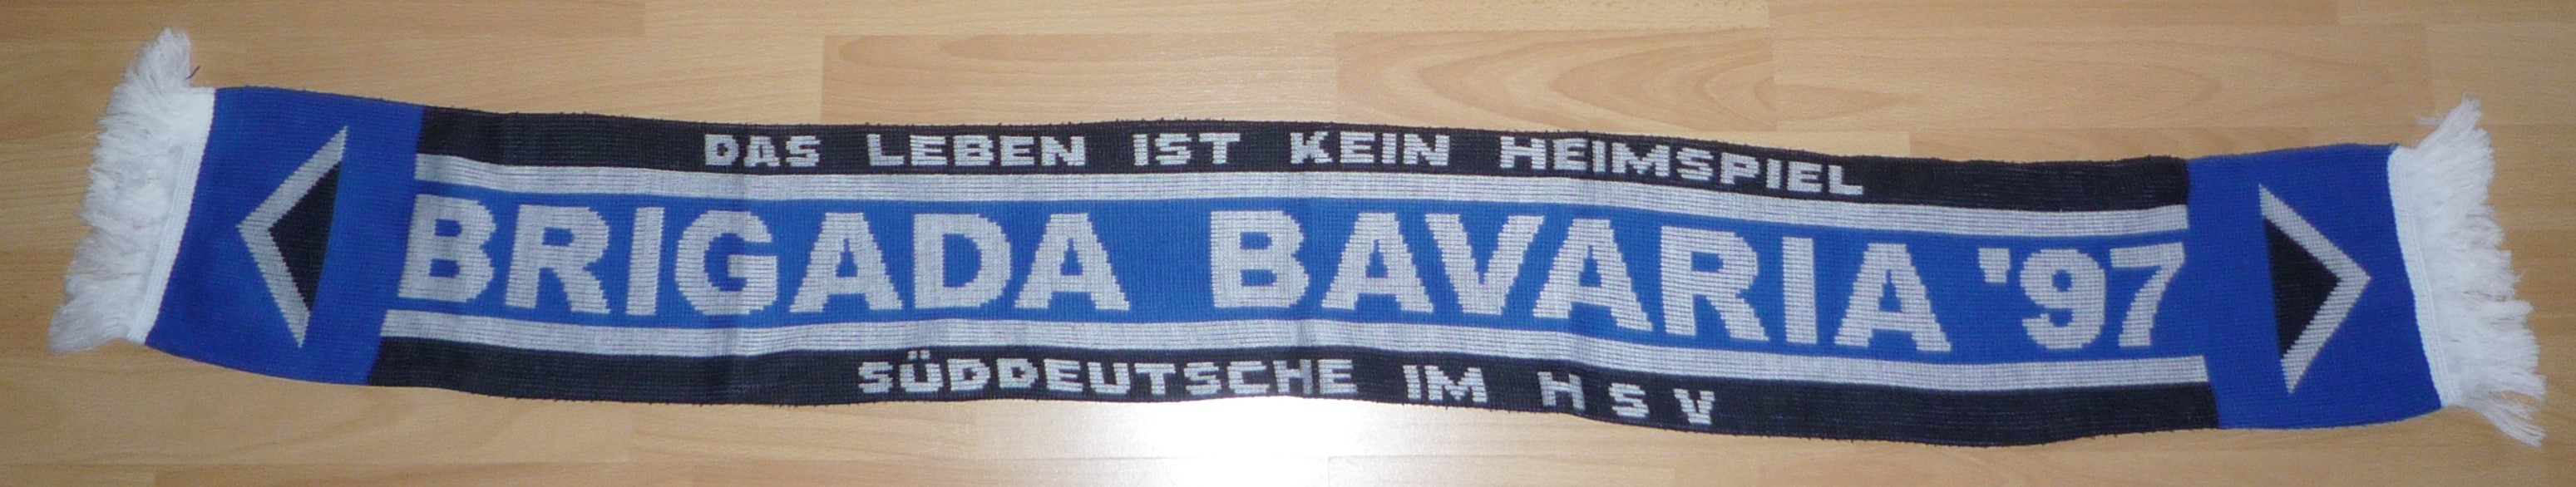 DAS LEBEN IST KEIN HEIMSPIEL
BRIGADA BAVARIA '97
SÜDDEUTSCHE IM HSV